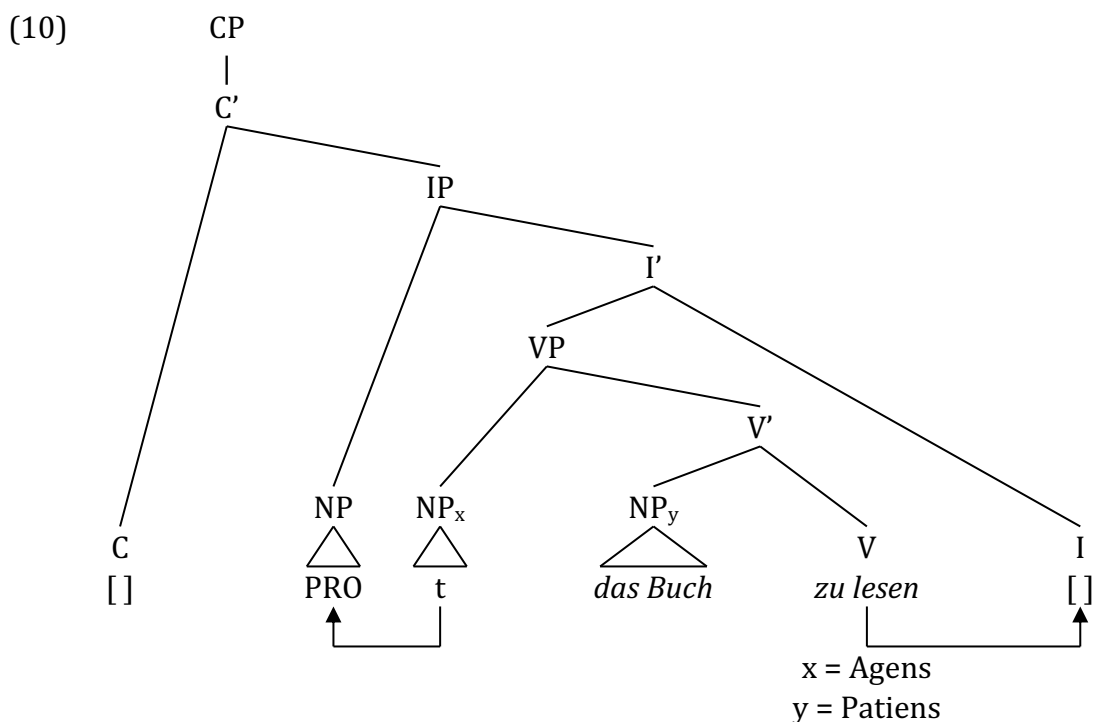 (10) CP
C’
IP
I’
VP
V’
NP NPx NPy
C V I
[ ] PRO t das Buch zu lesen [ ]
x = Agens
y = Patiens